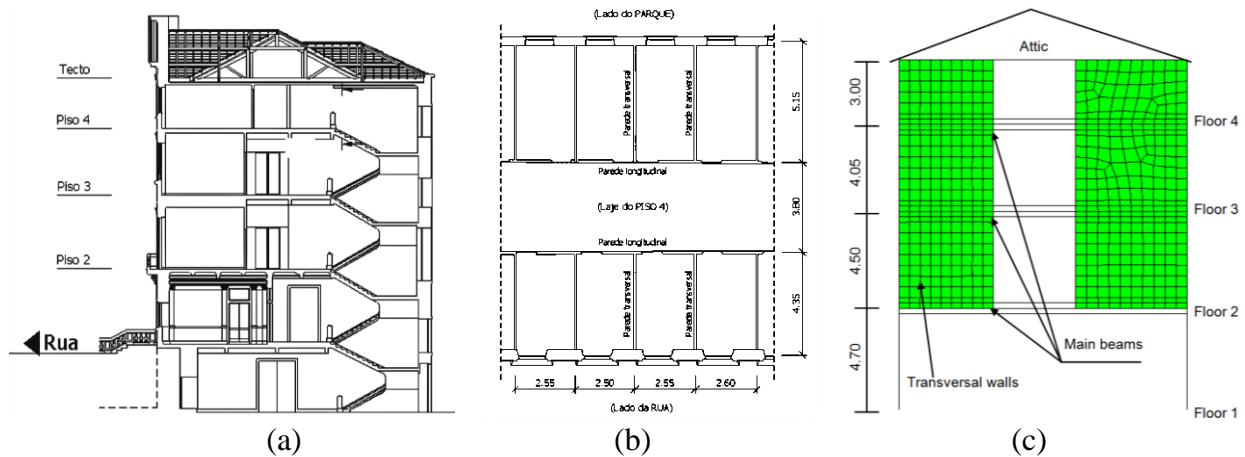 Tecto
Piso 4
Piso 3
Piso 2
Rua
(a)
(Lado do PARQUE)
Parede transversal
Parede transversal
5.15
Parede longitudinal
(Laje do PISO 4)
3.80
Parede longitudinal
Parede transversal
Parede transversal
4.35
2.55
2.50
2.55
2.60
(Lado da RUA)
(b)
Attic
3.00
Floor 4
4.05
Floor 3
4.50
Floor 2
Main beams
4.70
Transversal walls
Floor 1
(c)